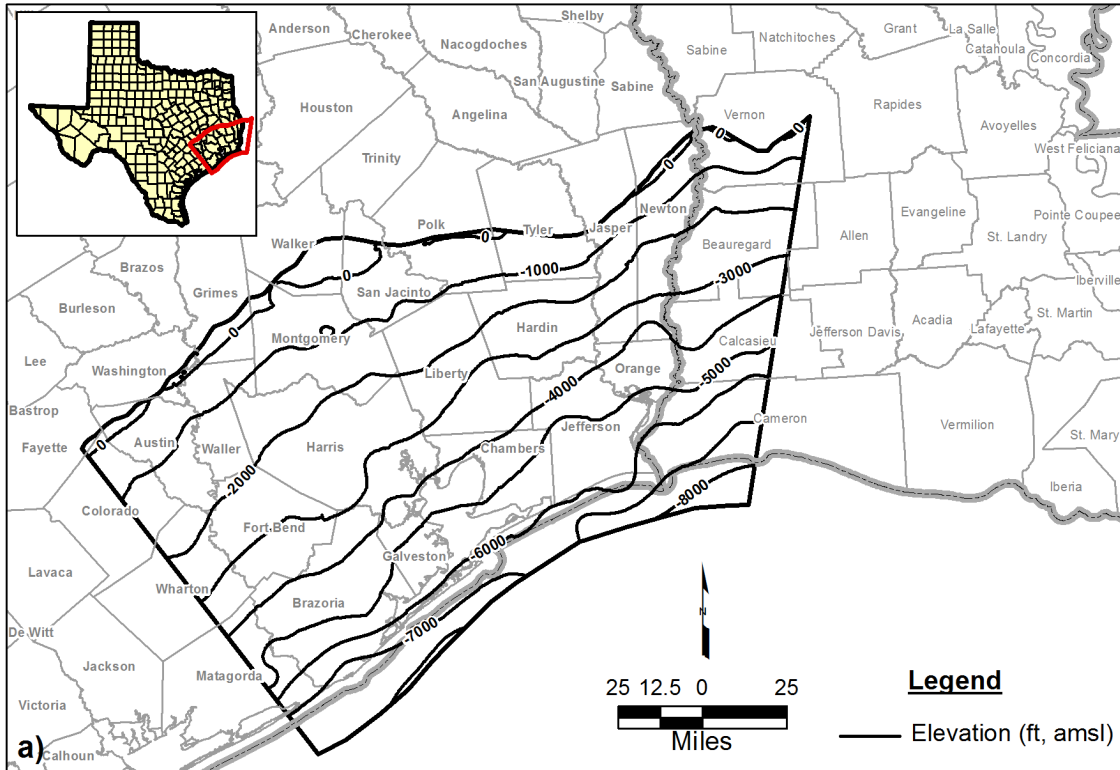 Shelby
Anderson
Cherokee
Nacogdoches
Sabine
Natchitoches
Grant
La Salle
Catahoula
Concordia
San Augustine
Sabine
Houston
Angelina
Vernon
Rapides
Avoyelles
0
0
0
West Feliciana
Trinity
Newton
Evangeline
Pointe Coupee
Polk
Tyler
Jasper
0
Walker
Beauregard
Allen
St. Landry
Brazos
0
-1000
-3000
Iberville
Grimes
San Jacinto
Burleson
Hardin
St. Martin
0
Montgomery
Jefferson Davis
Acadia
Lafayette
Calcasieu
Lee
Washington
Liberty
-4000
Orange
-5000
Bastrop
Cameron
Fayette
0
Austin
Waller
Harris
Chambers
Jefferson
Vermilion
St. Mary
-2000
-8000
Iberia
Colorado
Fort Bend
-6000
Galveston
Lavaca
Wharton
Brazoria
N
De Witt
-7000
Jackson
Matagorda
Victoria
25 12.5 0 25
Miles
Legend
Elevation (ft, amsl)
a)
Calhoun